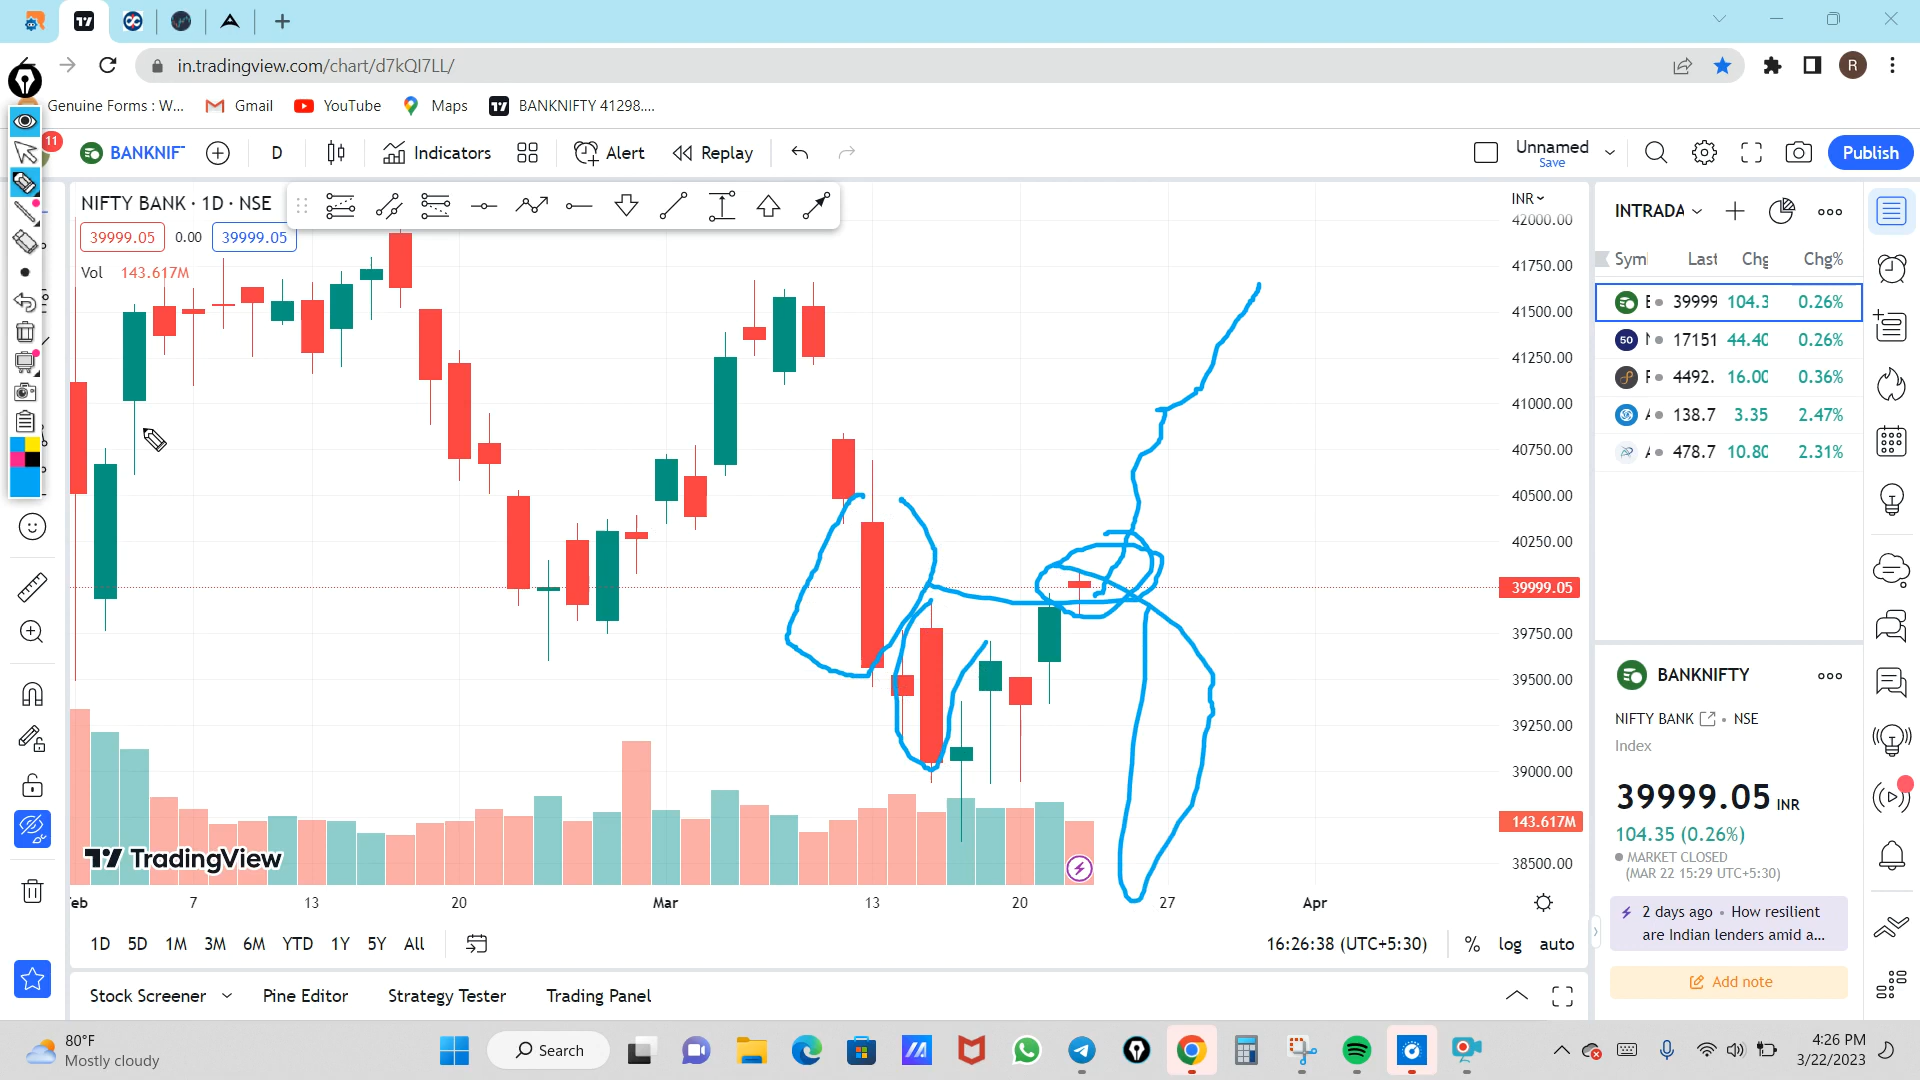 in.tradingview.com/chart/d7kQI7LL/
Genuine Forms : W...
Gmail
YouTube
Maps
BANKNIFTY 41298....
11
BANKNIF
D
Indicators
Alert
Replay
Unnamed
Save
Publish
NIFTY BANK · 1D · NSE
39999.05
0.00
39999.05
Vol 143.617M
INR
42000.00
41750.00
41500.00
41250.00
41000.00
40750.00
40500.00
40250.00
39999.05
39750.00
39500.00
39250.00
39000.00
143.617M
38500.00
TradingView
7
13
20
Mar
13
20
27
Apr
1D
5D
1M
3M
6M
YTD
1Y
5Y
All
16:26:38 (UTC+5:30)
%
log
auto
Stock Screener
Pine Editor
Strategy Tester
Trading Panel
INTRADA
Last
Chg%
39999 104.3 0.26%
50 17151 44.40 0.26%
4492. 16.00 0.36%
138.7 3.35 2.47%
478.7 10.80 2.31%
BANKNIFTY
NIFTY BANK • NSE
Index
39999.05 INR
104.35 (0.26%)
MARKET CLOSED
(MAR 22 15:29 UTC+5:30)
2 days ago • How resilient
are Indian lenders amid a...
Add note
80°F
Mostly cloudy
Search
4:26 PM
3/22/2023